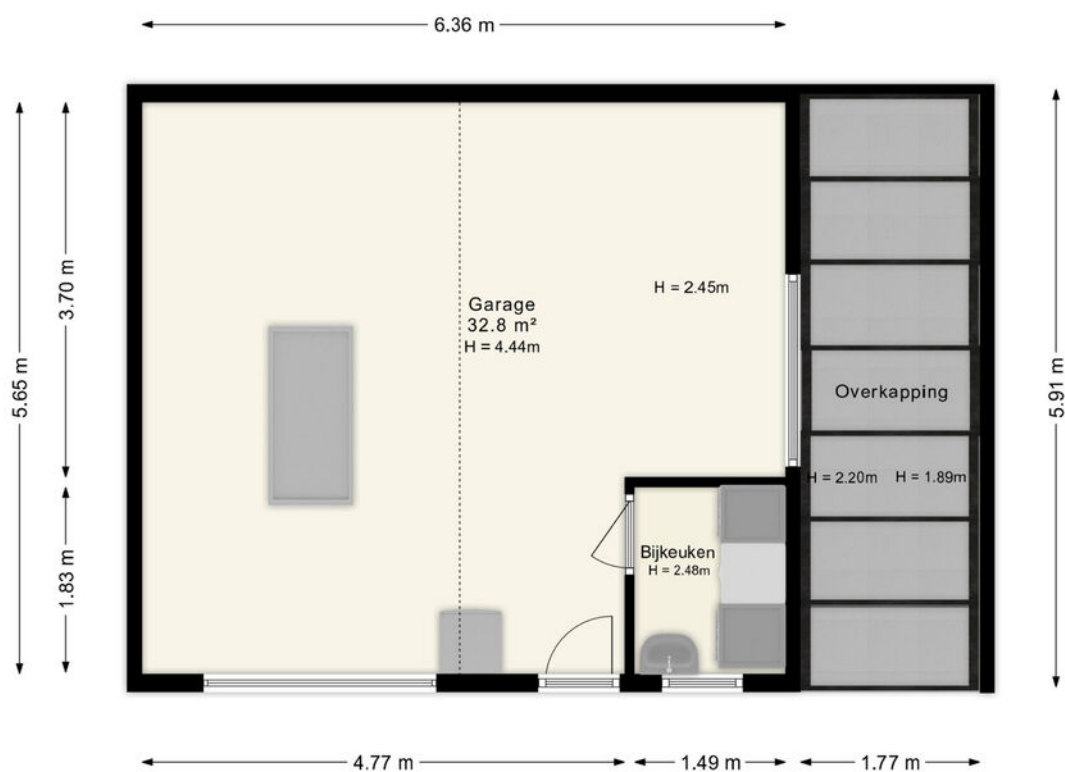 6.36 m
3.70 m
5.65 m
1.83 m
5.91 m
H = 2.45m
Garage
32.8 m²
H = 4.44m
Overkapping
H = 2.20m H = 1.89m
Bijkeuken
H = 2.48m
4.77 m 1.49 m 1.77 m